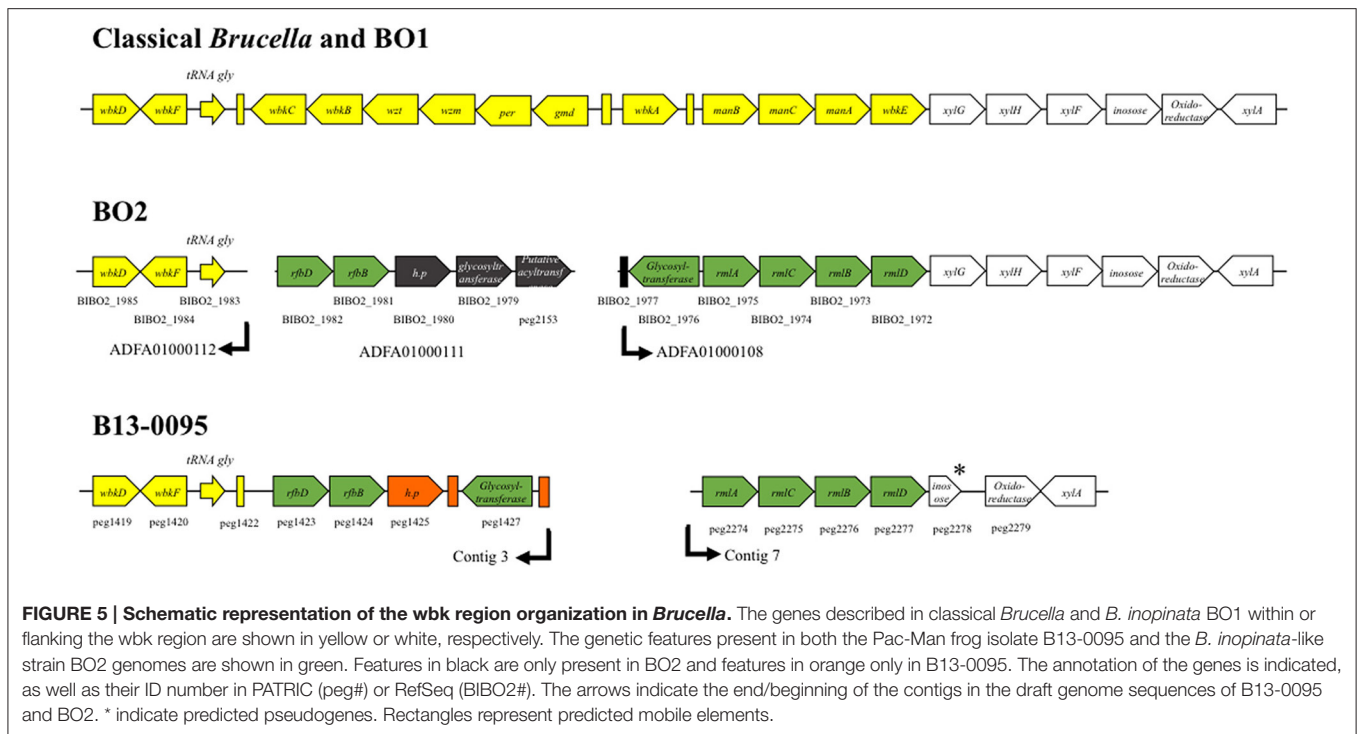 Classical Brucella and BO1
tRNA gly
wbkD wbkF wbkC wbkB wzt wzm per gmd wbkA manB manC manA wbkE xylG xylH xylF inosose Oxido-reductase xylA
BO2
tRNA gly
wbkD wbkF rfbD rfbB h.p glycosyltr ansferase Putative acyltransf Glycosyl-transferase rmlA rmlC rmlB rmlD xylG xylH xylF inosose Oxido-reductase xylA
BIBO2_1985 BIBO2_1983 BIBO2_1981 BIBO2_1979 BIBO2_1977 BIBO2_1975 BIBO2_1973
BIBO2_1984 BIBO2_1982 BIBO2_1980 peg2153 BIBO2_1976 BIBO2_1974 BIBO2_1972
ADFA01000112 ADFA01000111 ADFA01000108
B13-0095
tRNA gly
*
wbkD wbkF rfbD rfbB h.p Glycosyl-transferase rmlA rmlC rmlB rmlD inos ose Oxido-reductase xylA
peg1419 peg1420 peg1422 peg1423 peg1424 peg1425 peg1427 peg2274 peg2275 peg2276 peg2277 peg2278 peg2279
Contig 3 Contig 7
FIGURE 5 | Schematic representation of the wbk region organization in Brucella. The genes described in classical Brucella and B. inopinata BO1 within or
flanking the wbk region are shown in yellow or white, respectively. The genetic features present in both the Pac-Man frog isolate B13-0095 and the B. inopinata-like
strain BO2 genomes are shown in green. Features in black are only present in BO2 and features in orange only in B13-0095. The annotation of the genes is indicated,
as well as their ID number in PATRIC (peg#) or RefSeq (BIBO2#). The arrows indicate the end/beginning of the contigs in the draft genome sequences of B13-0095
and BO2. * indicate predicted pseudogenes. Rectangles represent predicted mobile elements.